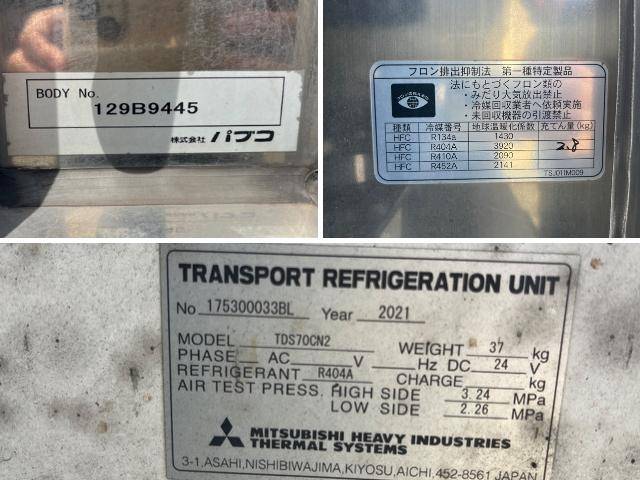 BODY No.
129B9445
株式会社 パブコ
フロン排出抑制法 第一種特定製品
法にもとづくフロン類の
・みだり大気放出禁止
・冷媒回収業者へ依頼実施
・未回収機器の引渡禁止
種類 冷媒番号 地球温暖化係数 充てん量(kg)
HFC R134a 1430
HFC R404A 3920 2.8
HFC R410A 2090
HFC R452A 2141
TSJ011M009
TRANSPORT REFRIGERATION UNIT
No 175300033BL Year 2021
MODEL TDS70CN2 WEIGHT 37 kg
PHASE AC V Hz DC 24 V
REFRIGERANT R404A CHARGE kg
AIR TEST PRESS. HIGH SIDE 3.24 MPa
LOW SIDE 2.26 MPa
MITSUBISHI HEAVY INDUSTRIES
THERMAL SYSTEMS
3-1,ASAHI,NISHIBIWAJIMA,KIYOSU,AICHI,452-8561 JAPAN